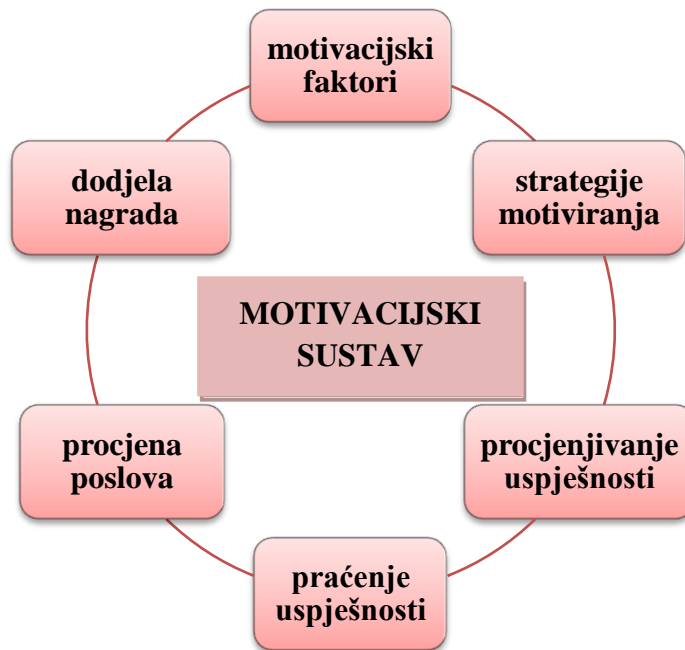 motivacijski
faktori
dodjela
nagrada
strategije
motiviranja
MOTIVACIJSKI
SUSTAV
procjena
poslova
procjenjivanje
uspješnosti
praćenje
uspješnosti